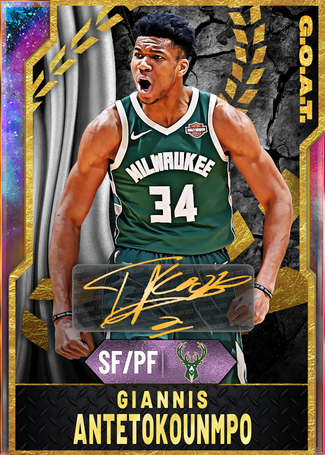 G.O.A.T.
MILWAUKEE
34
SF/PF
GIANNIS
ANTETOKOUNMPO